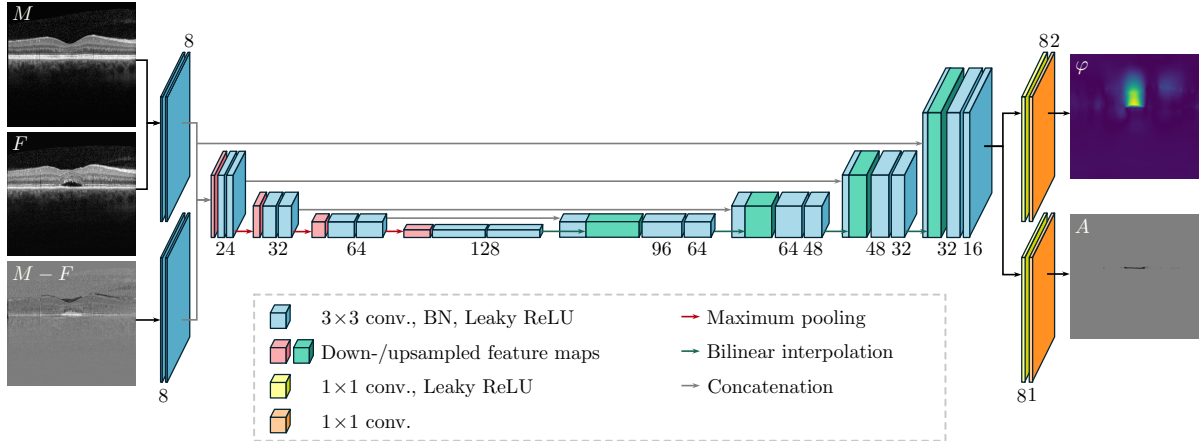 M
F
M − F
8
8
24
32
64
128
96 64
64 48
48 32
32 16
82
81
φ
A
3×3 conv., BN, Leaky ReLU
Down-/upsampled feature maps
1×1 conv., Leaky ReLU
1×1 conv.
Maximum pooling
Bilinear interpolation
Concatenation